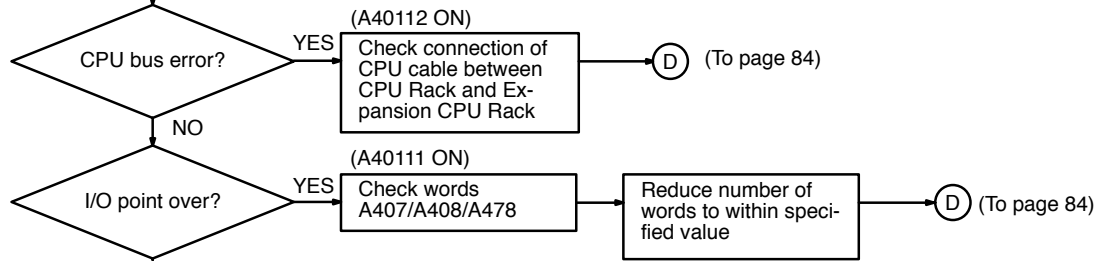 (A40112 ON)
CPU bus error?
YES
Check connection of
CPU cable between
CPU Rack and Ex-
pansion CPU Rack
D
(To page 84)
NO
(A40111 ON)
I/O point over?
YES
Check words
A407/A408/A478
Reduce number of
words to within speci-
fied value
D
(To page 84)